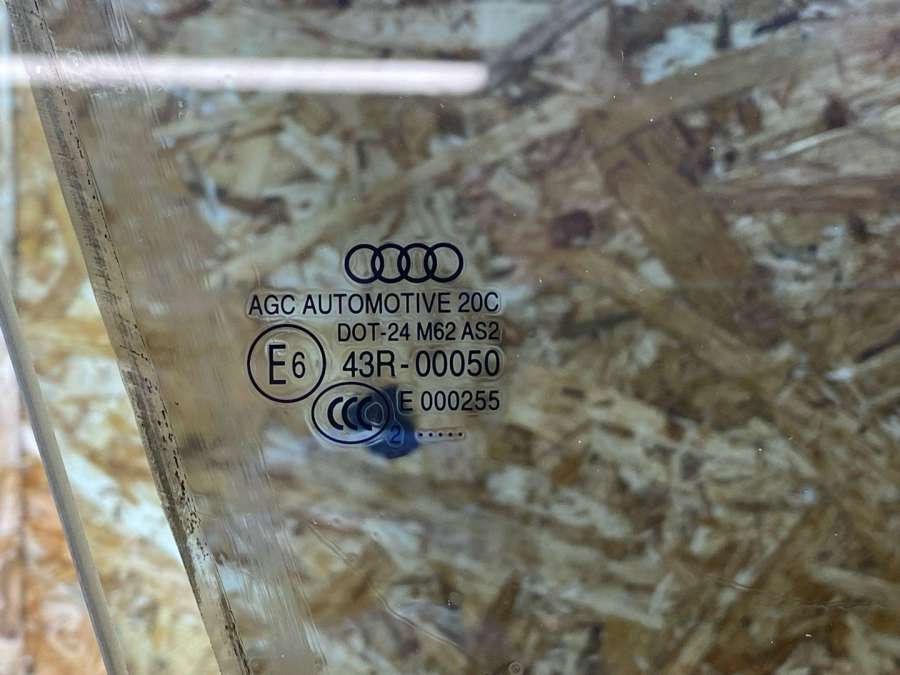 AGC AUTOMOTIVE 20C
DOT-24 M62 AS2
E6 43R-00050
CCC E 000255
2 .....